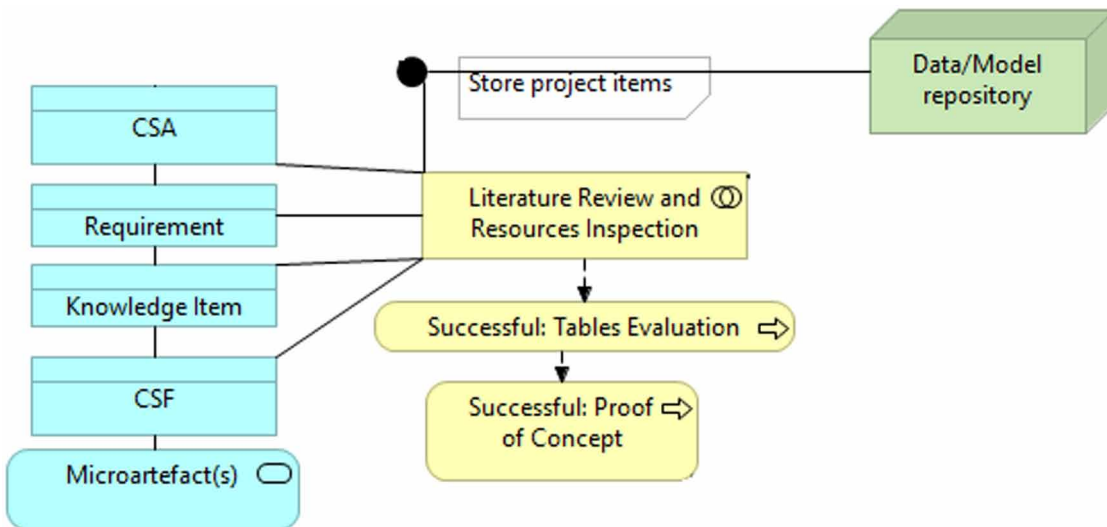 Store project items
Data/Model
repository
CSA
Requirement
Knowledge Item
CSF
Microartefact(s)
Literature Review and
Resources Inspection
Successful: Tables Evaluation
Successful: Proof
of Concept